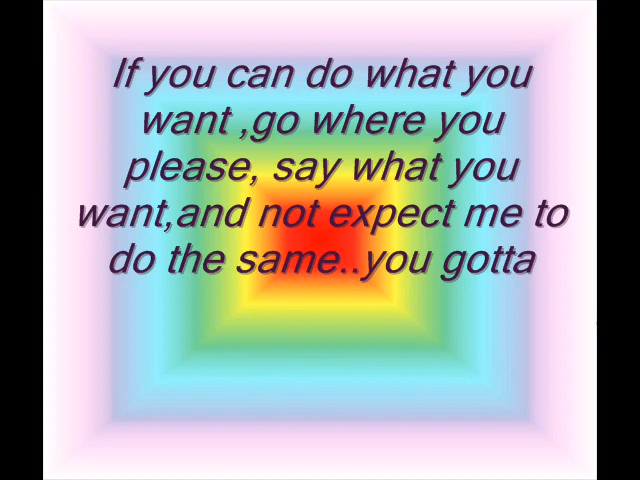 If you can do what you
want ,go where you
please, say what you
want,and not expect me to
do the same..you gotta